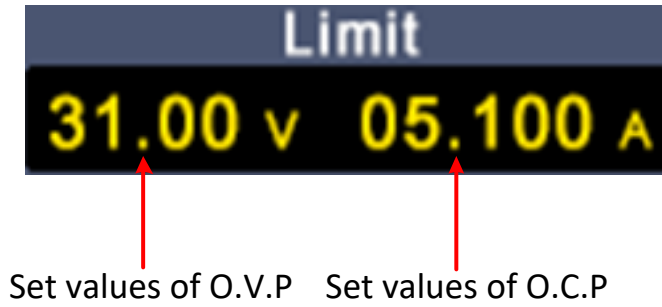 Limit
31.00 V 05.100 A
Set values of O.V.P Set values of O.C.P